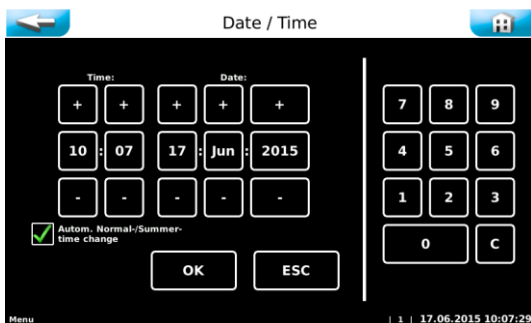 Date / Time
Time: Date:
+ + + + + 7 8 9
10 : 07 17 : Jun : 2015 4 5 6
- - - - - 1 2 3
Autom. Normal-/Summer-
time change
0 C
OK ESC
Menu | 1 | 17.06.2015 10:07:29